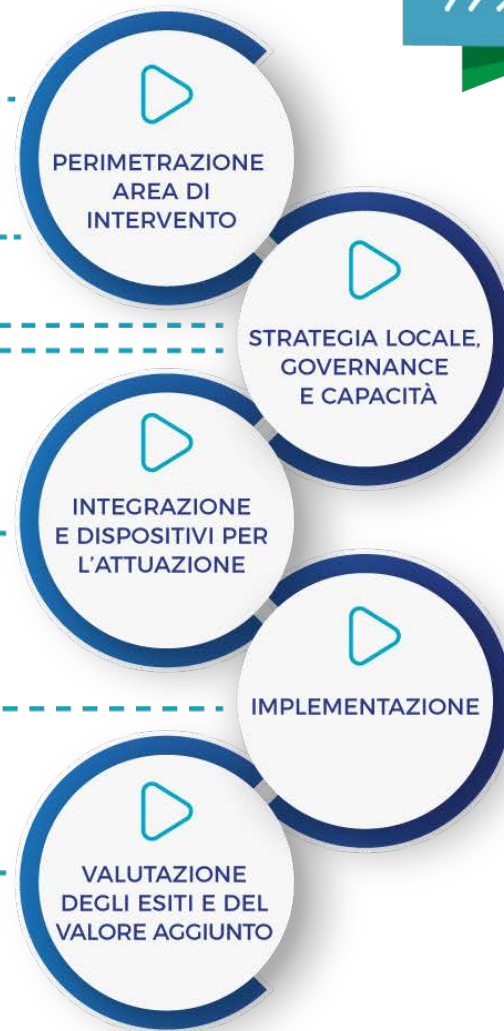 PERIMETRAZIONE
AREA DI
INTERVENTO
STRATEGIA LOCALE,
GOVERNANCE
E CAPACITÀ
INTEGRAZIONE
E DISPOSITIVI PER
L'ATTUAZIONE
IMPLEMENTAZIONE
VALUTAZIONE
DEGLI ESITI E DEL
VALORE AGGIUNTO